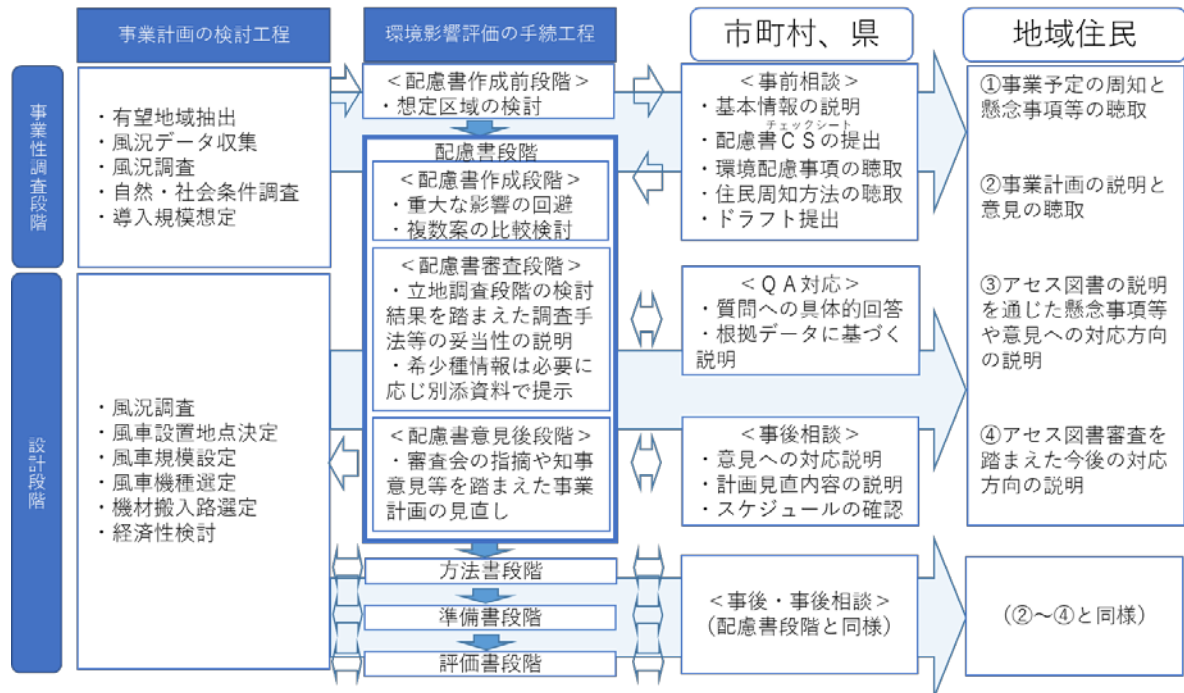 事業計画の検討工程
環境影響評価の手続工程
市町村、県
地域住民
事業性調査段階
・有望地域抽出
・風況データ収集
・風況調査
・自然・社会条件調査
・導入規模想定
<配慮書作成前段階>
・想定区域の検討
配慮書段階
<配慮書作成段階>
・重大な影響の回避
・複数案の比較検討
<配慮書審査段階>
・立地調査段階の検討
結果を踏まえた調査手
法等の妥当性の説明
・希少種情報は必要に
応じ別添資料で提示
<配慮書意見後段階>
・審査会の指摘や知事
意見等を踏まえた事業
計画の見直し
方法書段階
準備書段階
評価書段階
<事前相談>
・基本情報の説明
チェックシート
・配慮書CSの提出
・環境配慮事項の聴取
・住民周知方法の聴取
・ドラフト提出
<QA対応>
・質問への具体的回答
・根拠データに基づく
説明
<事後相談>
・意見への対応説明
・計画見直内容の説明
・スケジュールの確認
<事後・事後相談>
(配慮書段階と同様)
①事業予定の周知と
懸念事項等の聴取
②事業計画の説明と
意見の聴取
③アセス図書の説明
を通じた懸念事項等
や意見への対応方向
の説明
④アセス図書審査を
踏まえた今後の対応
方向の説明
(②~④と同様)
設計段階
・風況調査
・風車設置地点決定
・風車規模設定
・風車機種選定
・機材搬入路選定
・経済性検討